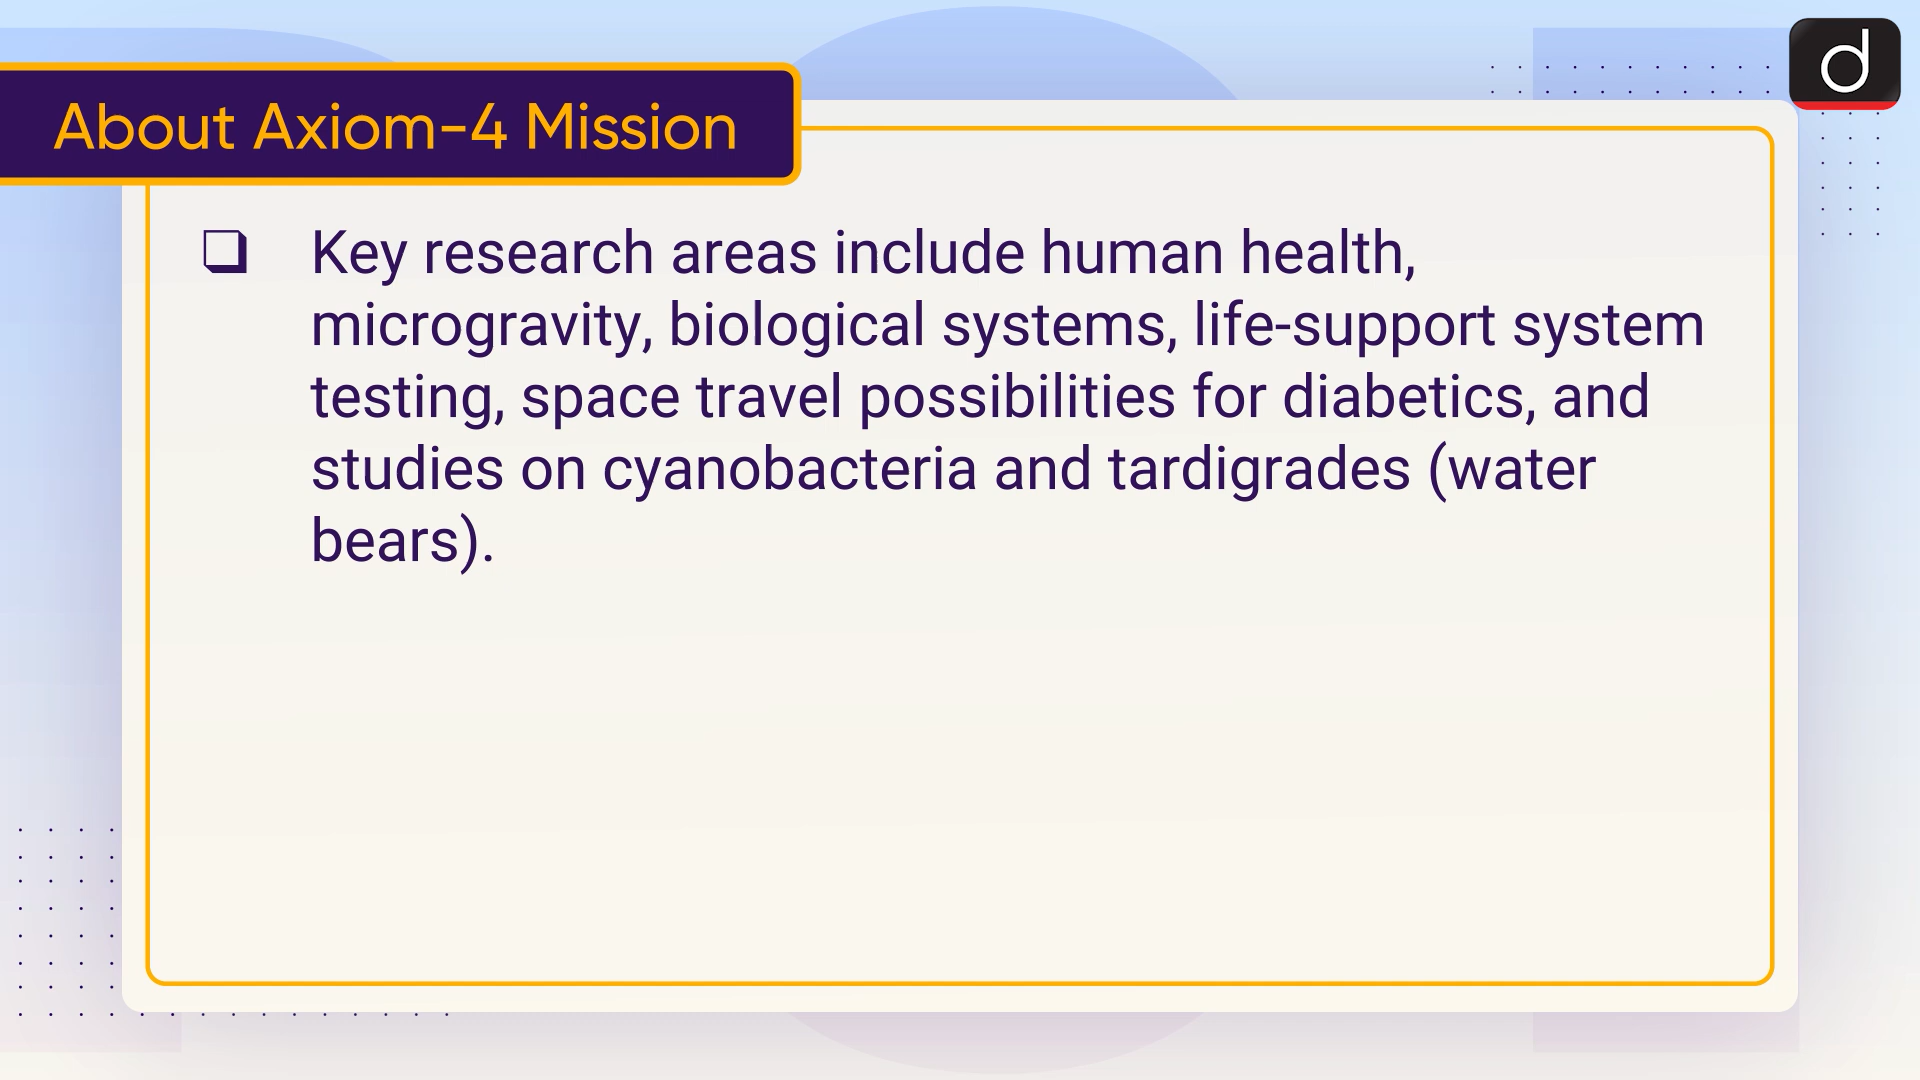 About Axiom-4 Mission
❑ Key research areas include human health,
microgravity, biological systems, life-support system
testing, space travel possibilities for diabetics, and
studies on cyanobacteria and tardigrades (water
bears).
d